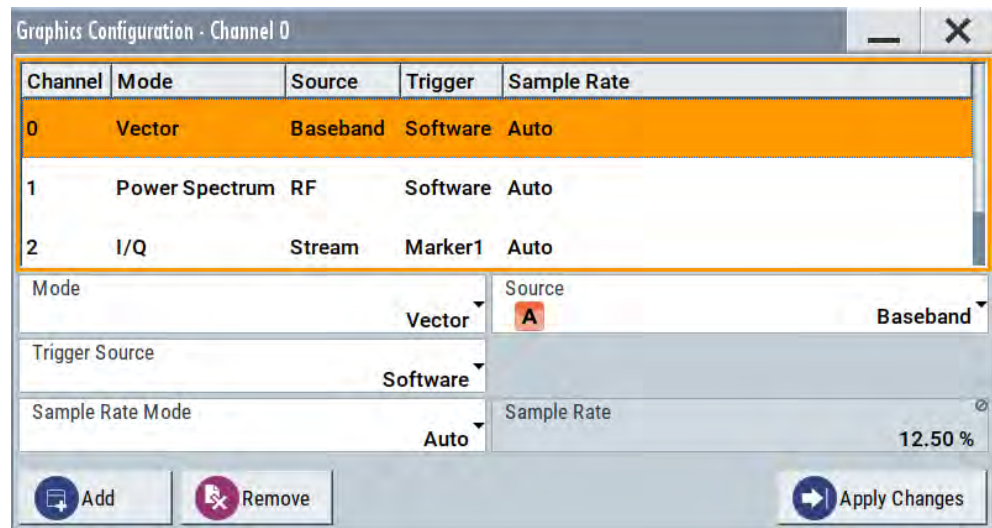 Graphics Configuration - Channel 0
Channel Mode Source Trigger Sample Rate
0 Vector Baseband Software Auto
1 Power Spectrum RF Software Auto
2 I/Q Stream Marker1 Auto
Mode
Vector
Source
A Baseband
Trigger Source
Software
Sample Rate Mode
Auto
Sample Rate
12.50 %
Add Remove Apply Changes